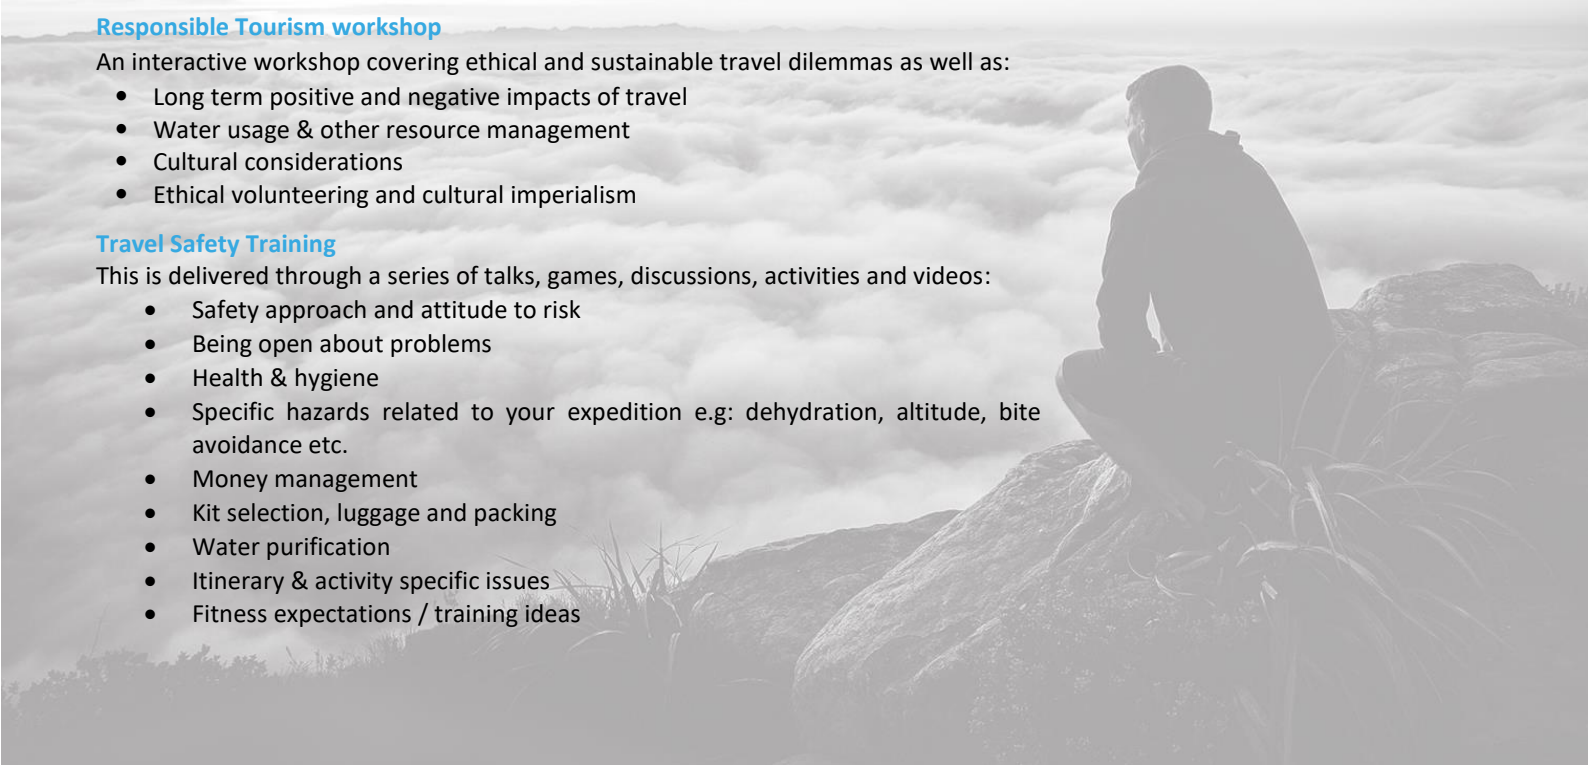 Responsible Tourism workshop
An interactive workshop covering ethical and sustainable travel dilemmas as well as:
• Long term positive and negative impacts of travel
• Water usage & other resource management
• Cultural considerations
• Ethical volunteering and cultural imperialism
Travel Safety Training
This is delivered through a series of talks, games, discussions, activities and videos:
• Safety approach and attitude to risk
• Being open about problems
• Health & hygiene
• Specific hazards related to your expedition e.g: dehydration, altitude, bite
avoidance etc.
• Money management
• Kit selection, luggage and packing
• Water purification
• Itinerary & activity specific issues
• Fitness expectations / training ideas